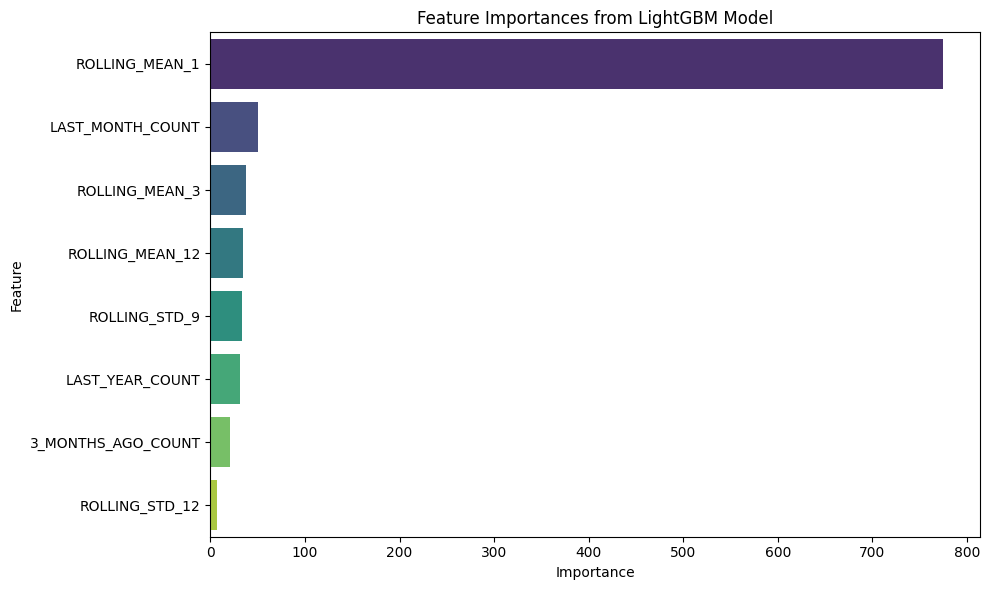 Feature Importances from LightGBM Model
Feature
ROLLING_MEAN_1
LAST_MONTH_COUNT
ROLLING_MEAN_3
ROLLING_MEAN_12
ROLLING_STD_9
LAST_YEAR_COUNT
3_MONTHS_AGO_COUNT
ROLLING_STD_12
0 100 200 300 400 500 600 700 800
Importance